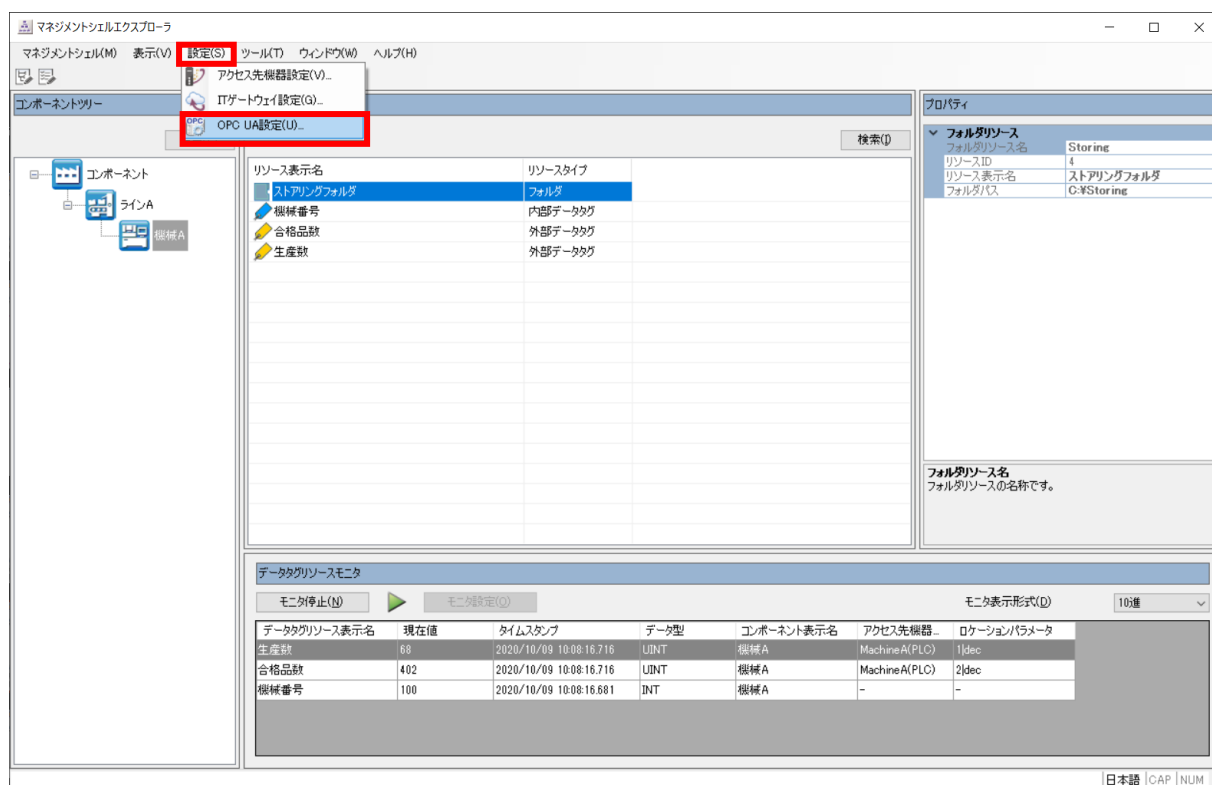 マネジメントシェルエクスプローラ
マネジメントシェル(M) 表示(V) 設定(S) ツール(T) ウィンドウ(W) ヘルプ(H)
アクセス先機器設定(V)...
ITゲートウェイ設定(G)...
OPC UA設定(U)...
コンポーネントツリー
コンポーネント
ラインA
機械A
検索(I)
リソース表示名 リソースタイプ
ストアリングフォルダ フォルダ
機械番号 内部データタグ
合格品数 外部データタグ
生産数 外部データタグ
プロパティ
フォルダリソース
フォルダリソース名 Storing
リソースID 4
リソース表示名 ストアリングフォルダ
フォルダパス C:¥Storing
フォルダリソース名
フォルダリソースの名称です。
データタグリソースモニタ
モニタ停止(N) モニタ設定(O) モニタ表示形式(D) 10進
データタグリソース表示名 現在値 タイムスタンプ データ型 コンポーネント表示名 アクセス先機器... ロケーションパラメータ
生産数 68 2020/10/09 10:08:16.716 UINT 機械A MachineA(PLC) 1|dec
合格品数 402 2020/10/09 10:08:16.716 UINT 機械A MachineA(PLC) 2|dec
機械番号 100 2020/10/09 10:08:16.681 INT 機械A - -
日本語 CAP NUM